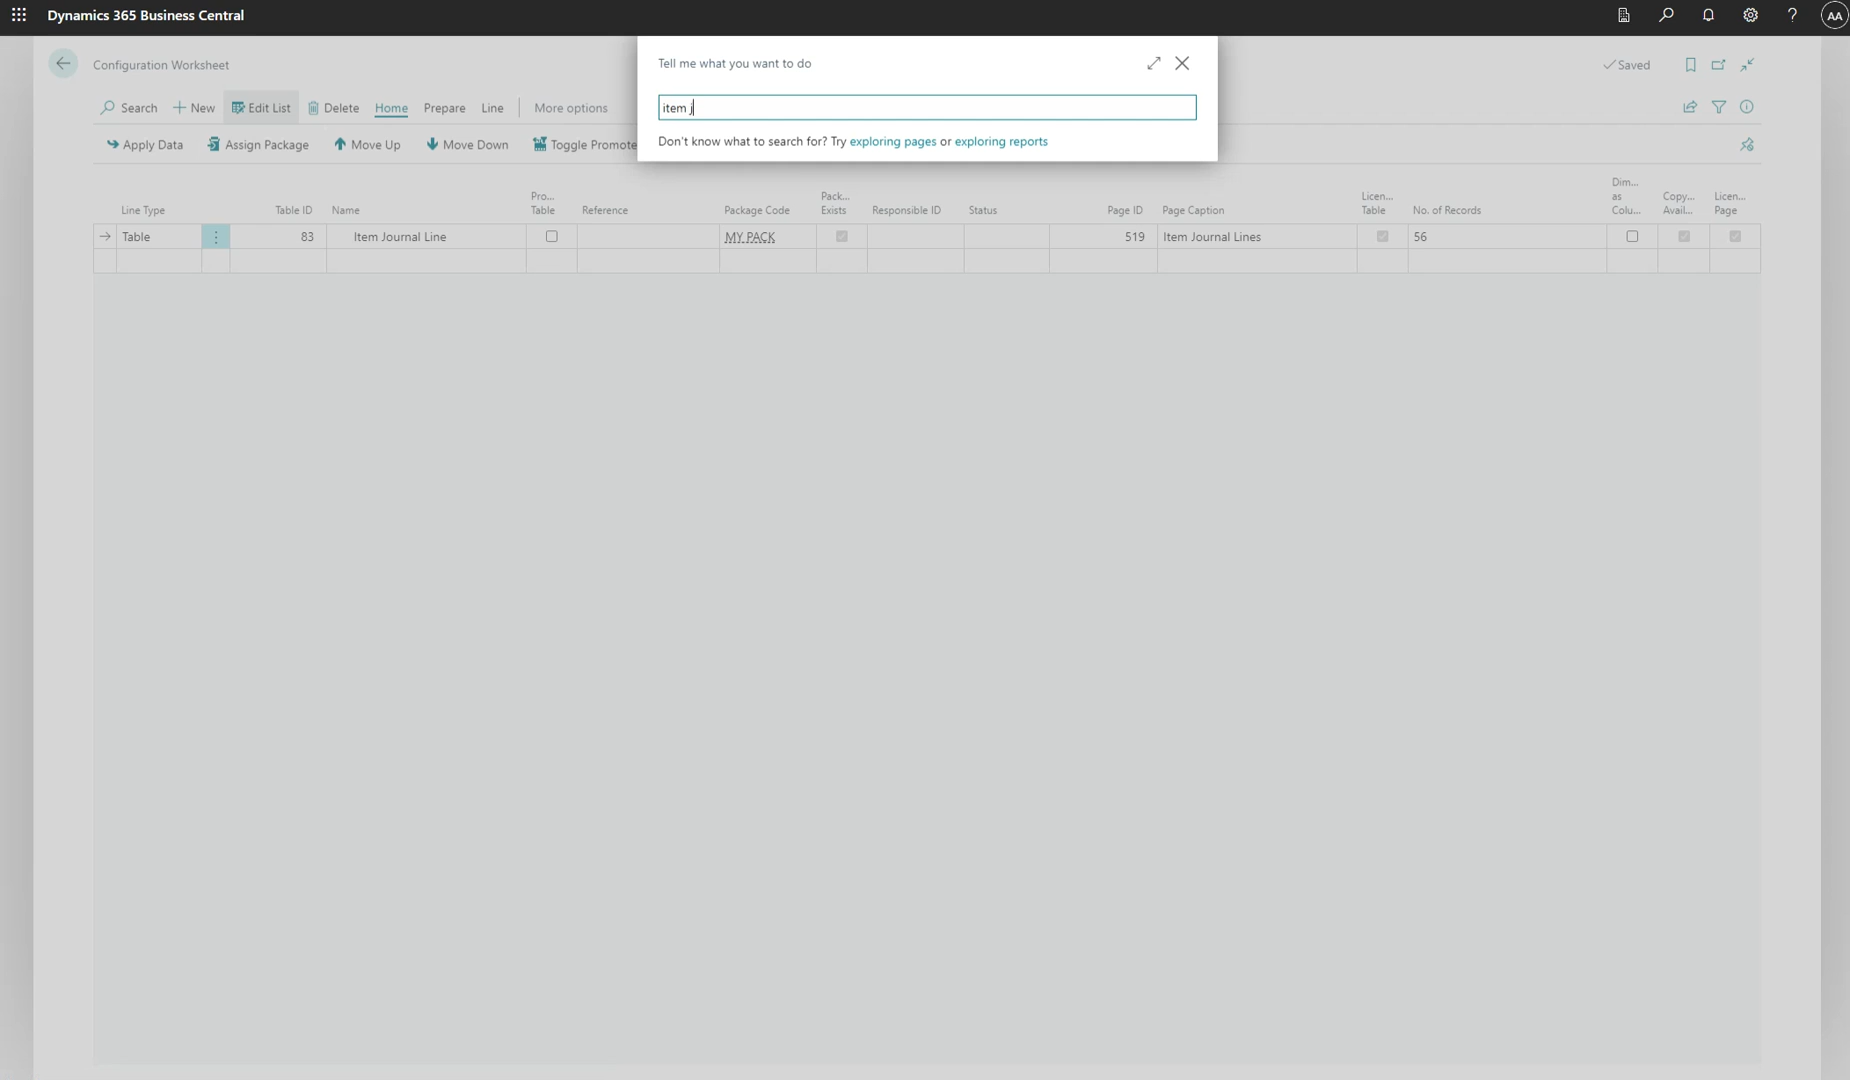 Dynamics 365 Business Central
AA
Configuration Worksheet
Tell me what you want to do
Saved
Search New Edit List Delete Home Prepare Line More options
item j
Apply Data Assign Package Move Up Move Down Toggle Promote
Don't know what to search for? Try exploring pages or exploring reports
Line Type Table ID Name Pro... Table Reference Package Code Pack... Exists Responsible ID Status Page ID Page Caption Licen... Table No. of Records Dim... as Colu... Copy... Avail... Licen... Page
Table 83 Item Journal Line MY PACK 519 Item Journal Lines 56